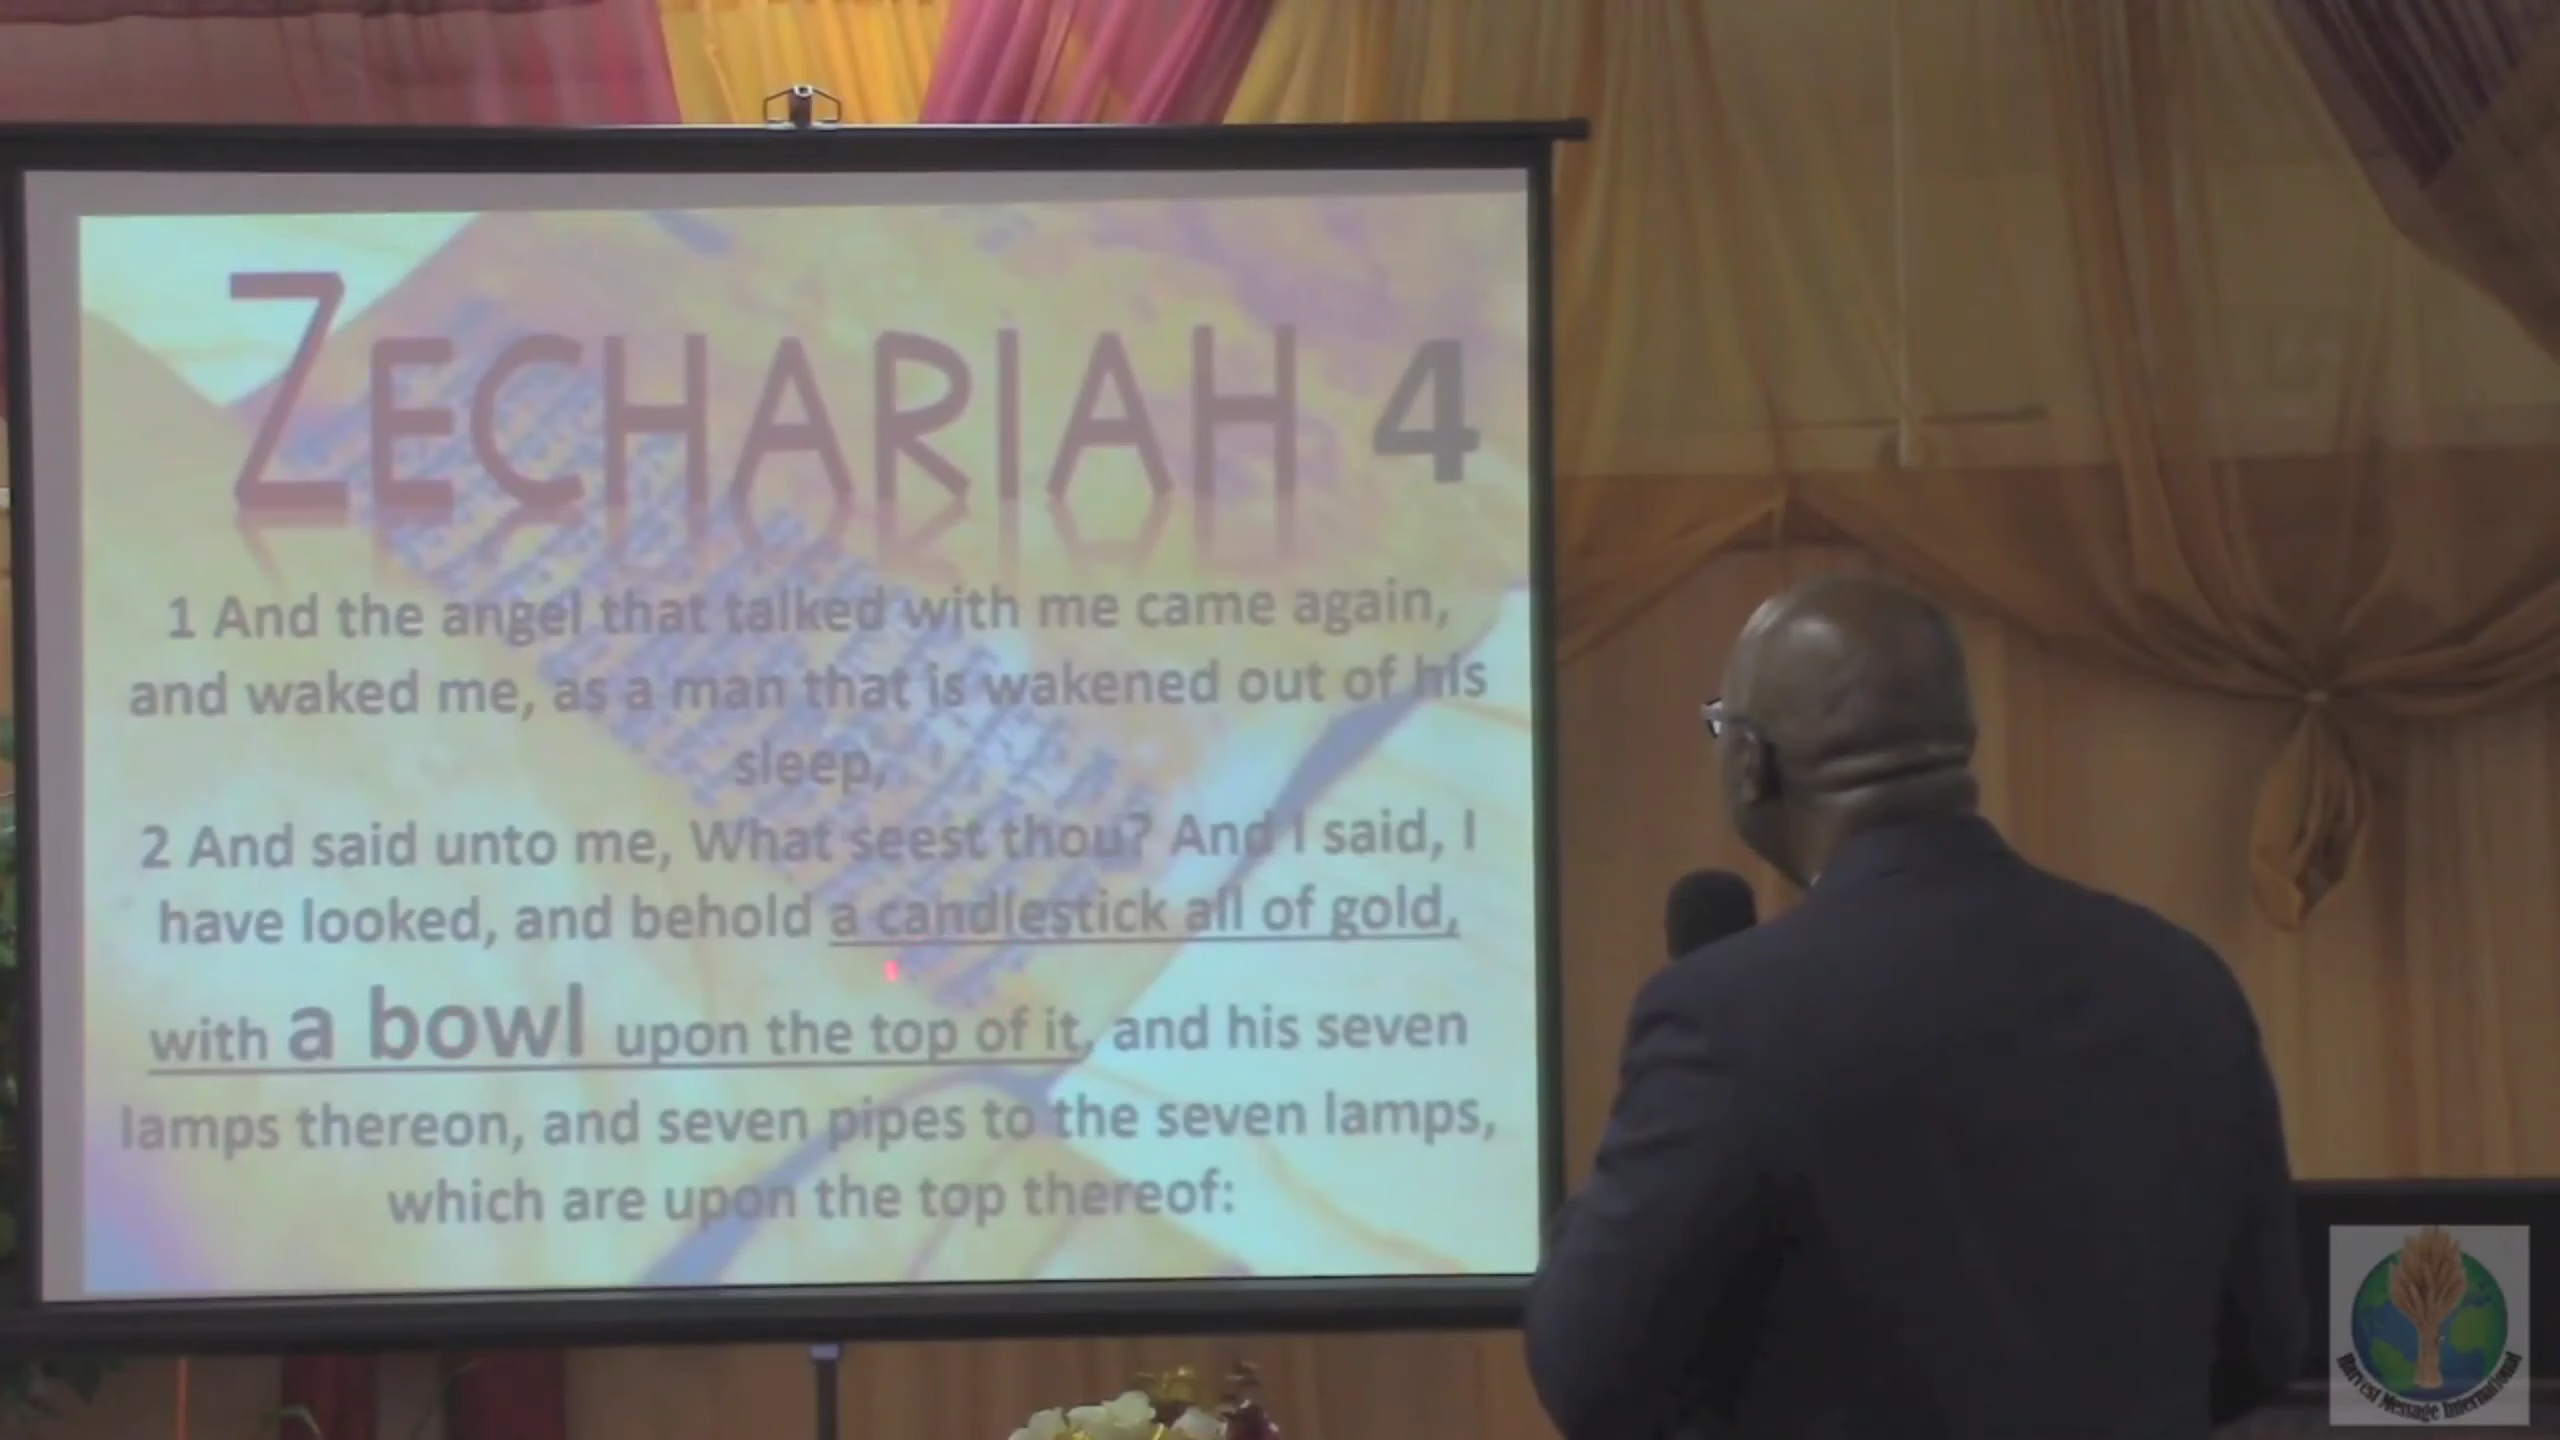 ZECHARIAH 4
1 And the angel that talked with me came again,
and waked me, as a man that is wakened out of his
sleep,
2 And said unto me, What seest thou? And I said, I
have looked, and behold a candlestick all of gold,
with a bowl upon the top of it, and his seven
lamps thereon, and seven pipes to the seven lamps,
which are upon the top thereof:
Harvest Message International